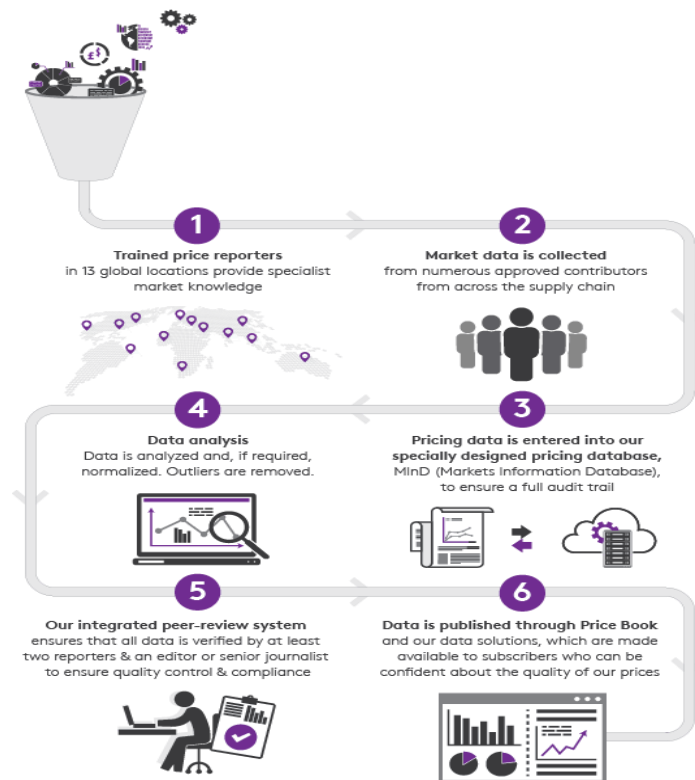 £ $
1
Trained price reporters
in 13 global locations provide specialist
market knowledge
2
Market data is collected
from numerous approved contributors
from across the supply chain
3
Pricing data is entered into our
specially designed pricing database,
MInD (Markets Information Database),
to ensure a full audit trail
4
Data analysis
Data is analyzed and, if required,
normalized. Outliers are removed.
5
Our integrated peer-review system
ensures that all data is verified by at least
two reporters & an editor or senior journalist
to ensure quality control & compliance
6
Data is published through Price Book
and our data solutions, which are made
available to subscribers who can be
confident about the quality of our prices